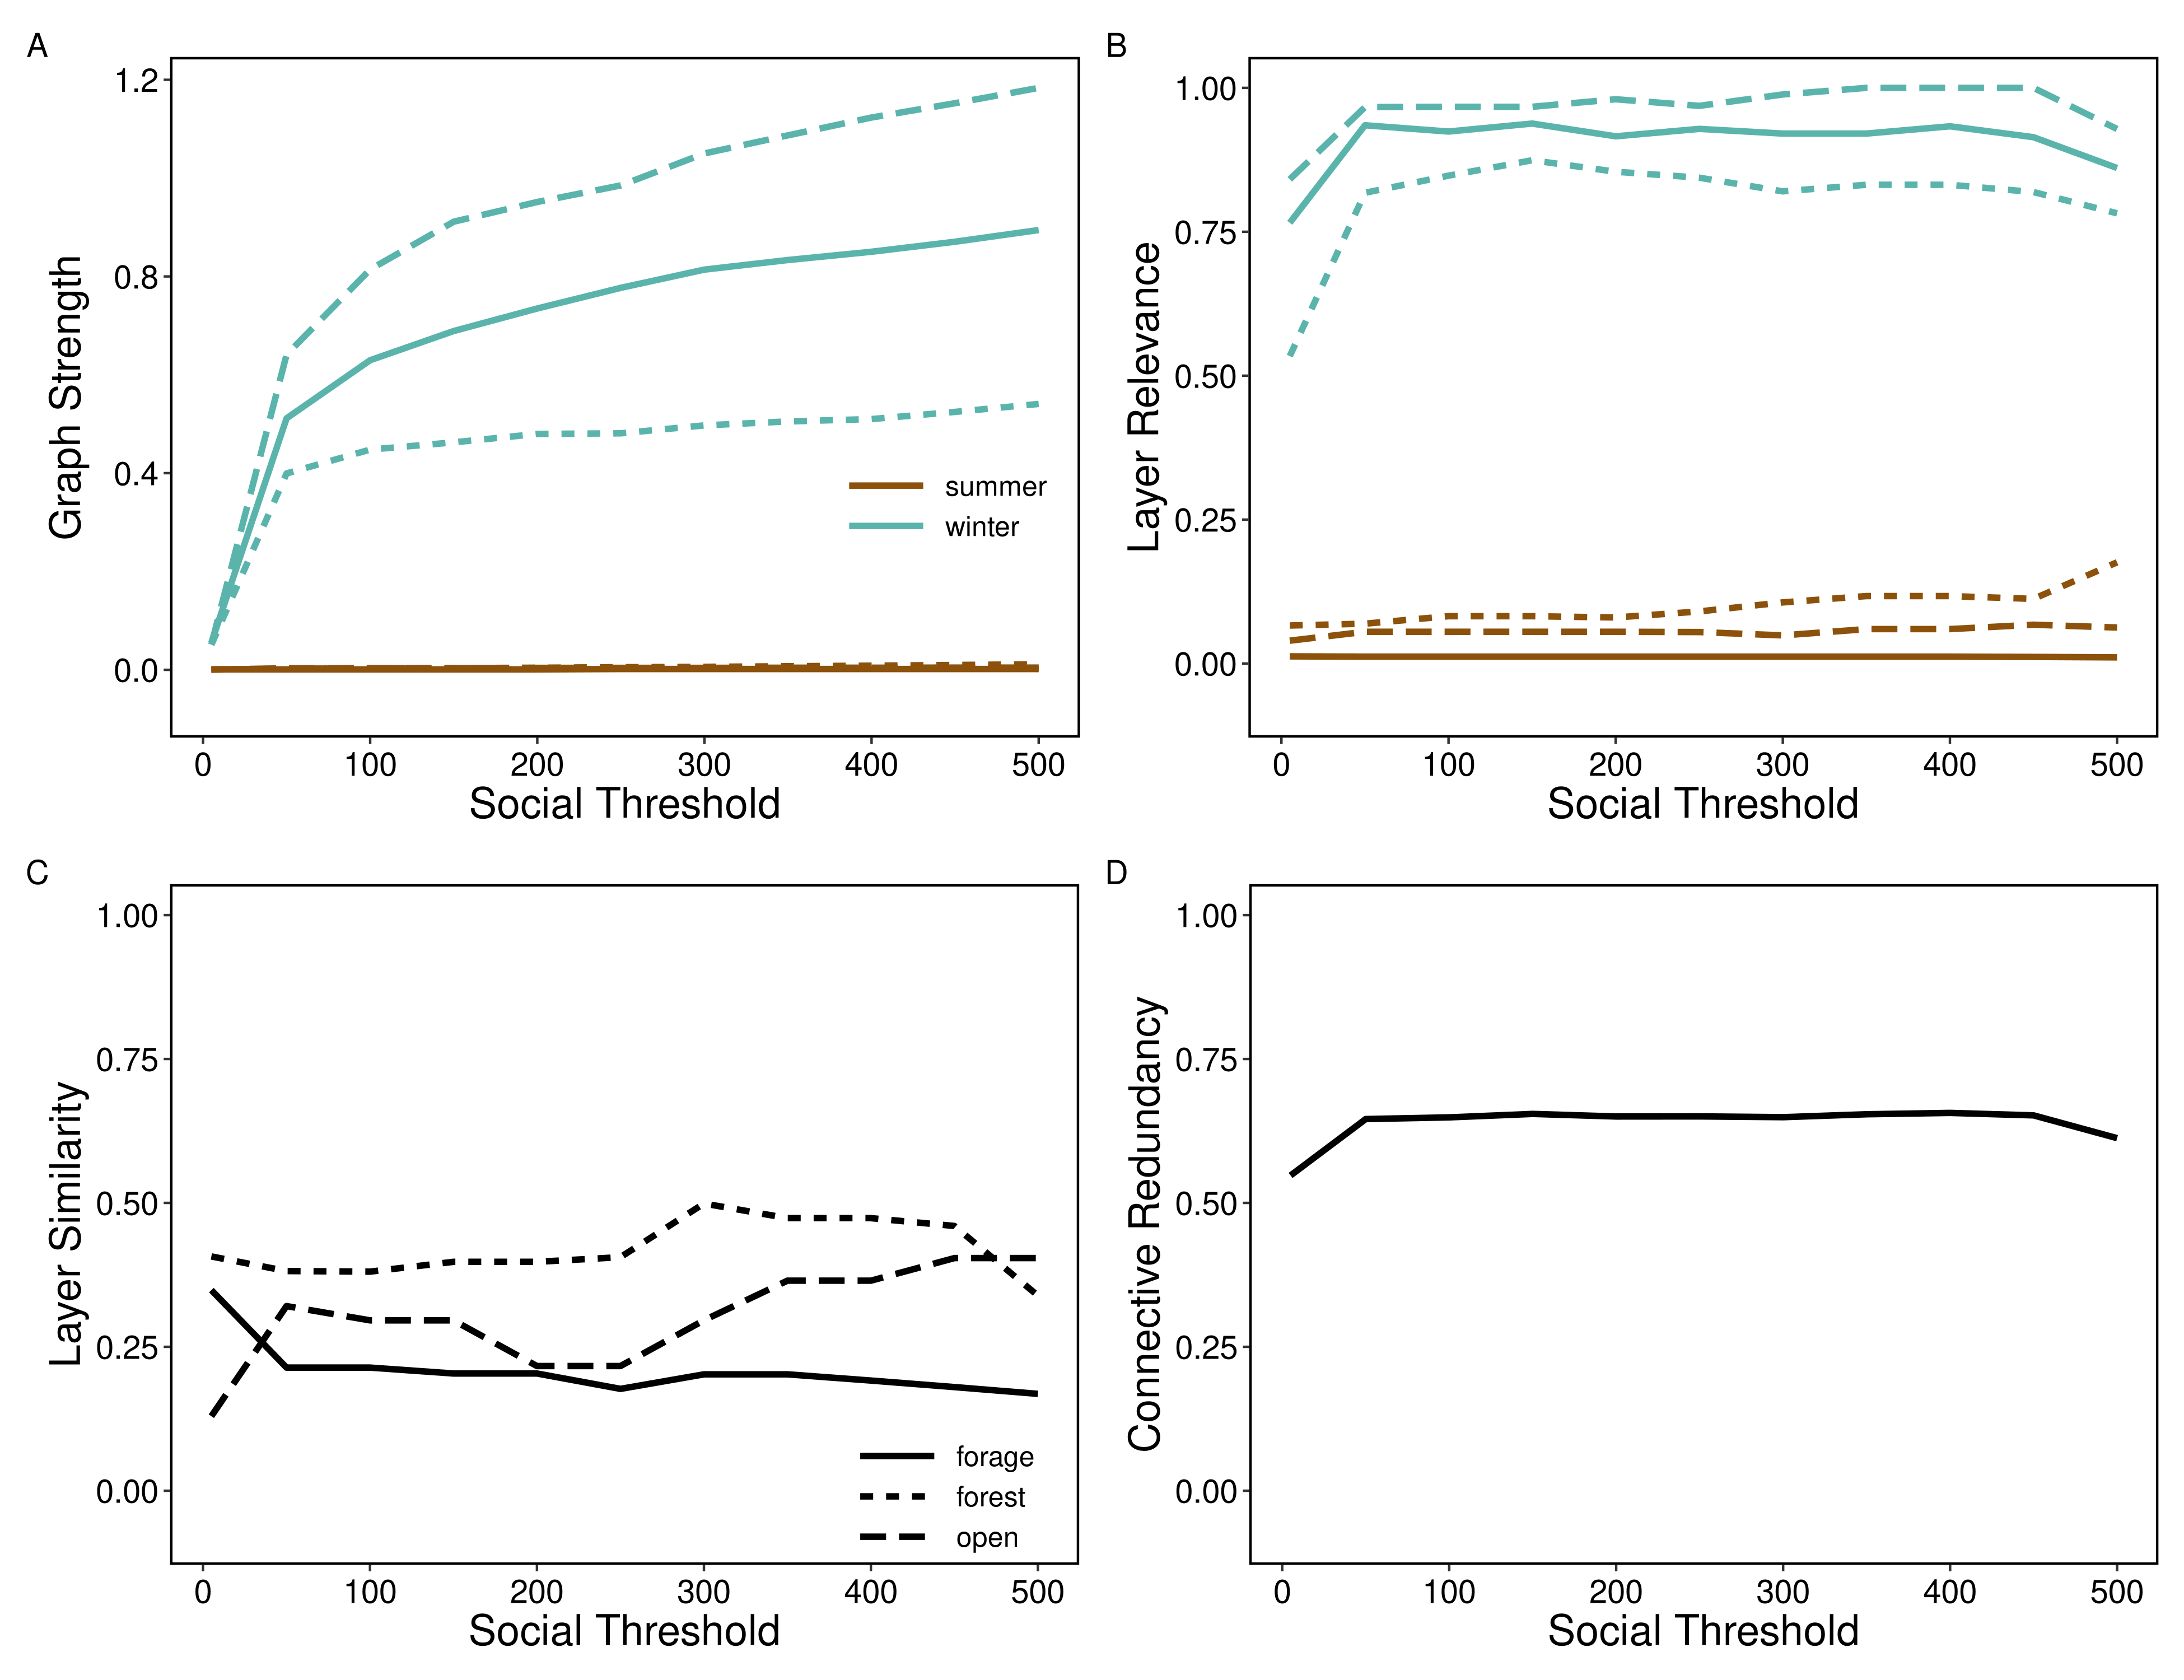 A
Graph Strength
1.2
0.8
0.4
0.0
summer
winter
0 100 200 300 400 500
Social Threshold
B
Layer Relevance
1.00
0.75
0.50
0.25
0.00
0 100 200 300 400 500
Social Threshold
C
Layer Similarity
1.00
0.75
0.50
0.25
0.00
forage
forest
open
0 100 200 300 400 500
Social Threshold
D
Connective Redundancy
1.00
0.75
0.50
0.25
0.00
0 100 200 300 400 500
Social Threshold